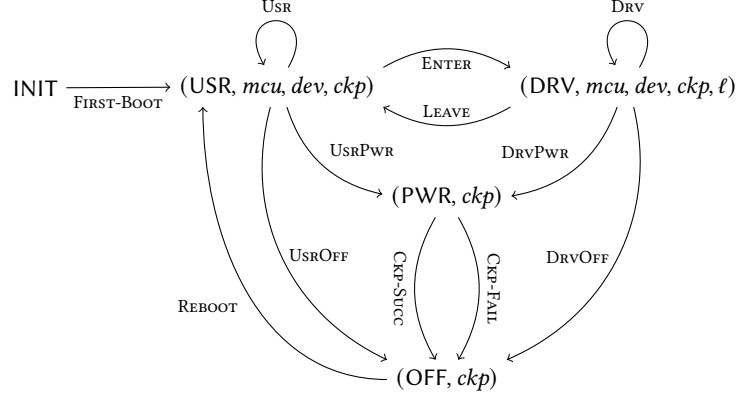 Usr
Drv
INIT
First-Boot
(USR, mcu, dev, ckp)
Enter
Leave
(DRV, mcu, dev, ckp, ℓ)
UsrPwr
DrvPwr
(PWR, ckp)
UsrOff
Ckp-Succ
Ckp-Fail
DrvOff
Reboot
(OFF, ckp)